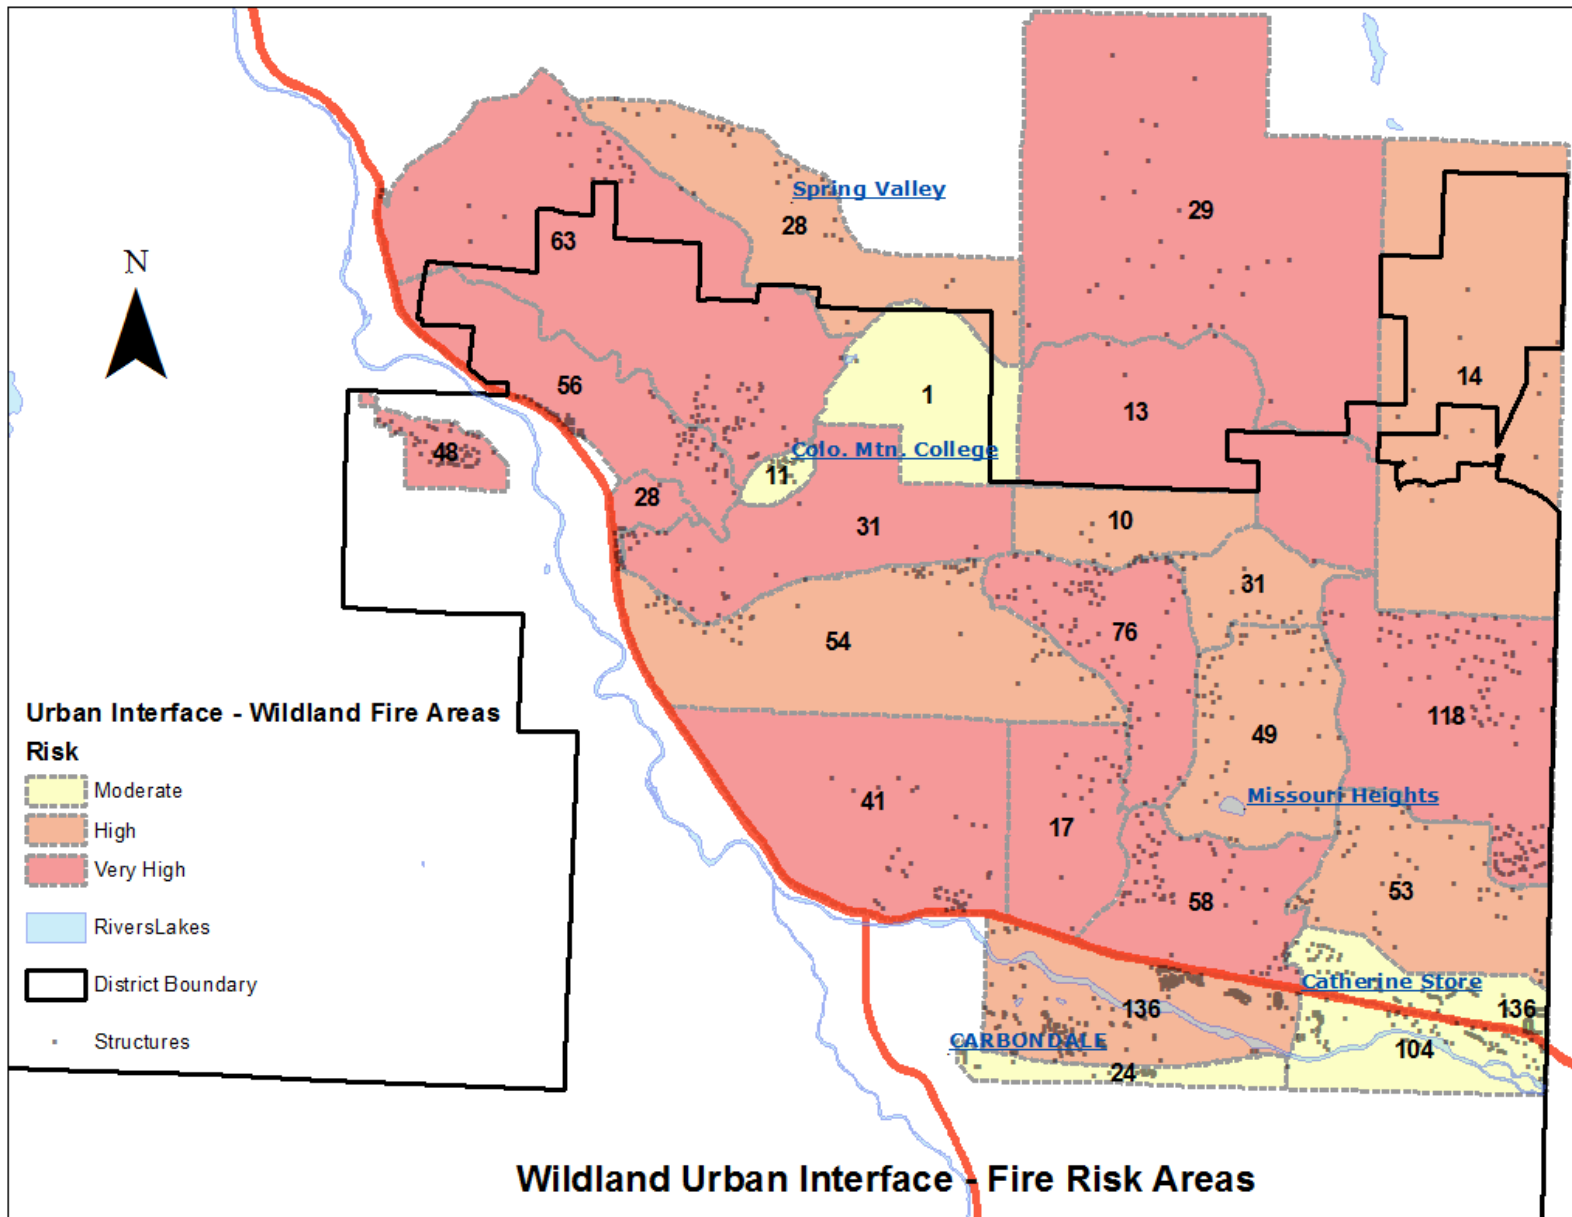 N
Spring Valley
28
29
63
14
56
1
13
Colo. Mtn. College
48
11
28
31
10
31
76
54
Urban Interface - Wildland Fire Areas
Risk
Moderate
High
Very High
RiversLakes
District Boundary
Structures
118
49
Missouri Heights
41
17
53
58
Catherine Store
136
136
CARBONDALE
104
24
Wildland Urban Interface - Fire Risk Areas